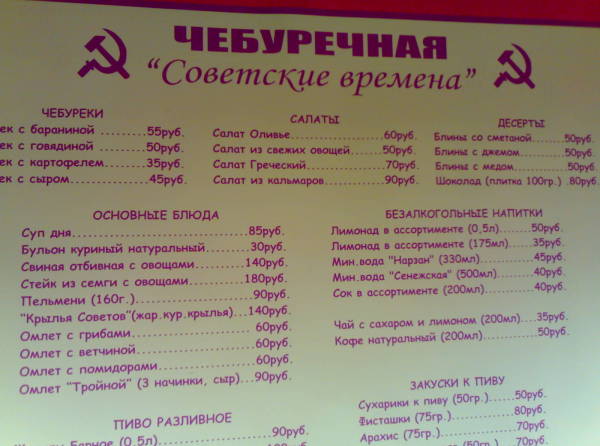 ЧЕБУРЕЧНАЯ
"Советские времена"
ЧЕБУРЕКИ
ек с бараниной ..........55руб.
ек с говядиной ..........50руб.
ек с картофелем........35руб.
ек с сыром................45руб.
САЛАТЫ
Салат Оливье ...................60руб.
Салат из свежих овощей......50руб.
Салат Греческий ................70руб.
Салат из кальмаров............90руб.
ДЕСЕРТЫ
Блины со сметаной......50руб.
Блины с джемом.........50руб.
Блины с медом...........50руб.
Шоколад (плитка 100гр.) .80руб.
ОСНОВНЫЕ БЛЮДА
Суп дня...................................85руб.
Бульон куриный натуральный........30руб.
Свиная отбивная с овощами.........140руб.
Стейк из семги с овощами...........180руб.
Пельмени (160г.)......................90руб.
"Крылья Советов"(жар.кур.крылья)...140руб.
Омлет с грибами ..................... 60руб.
Омлет с ветчиной ....................60руб.
Омлет с помидорами ................60руб.
Омлет "Тройной" (3 начинки, сыр)...90руб.
БЕЗАЛКОГОЛЬНЫЕ НАПИТКИ
Лимонад в ассортименте (0,5л)......50руб.
Лимонад в ассортименте (175мл)....35руб.
Мин.вода "Нарзан" (330мл)..........45руб.
Мин.вода "Сенежская" (500мл)......40руб.
Сок в ассортименте (200мл).........40руб.
Чай с сахаром и лимоном (200мл)...35руб.
Кофе натуральный (200мл)..........50руб.
ЗАКУСКИ К ПИВУ
Сухарики к пиву (50гр.).....50руб.
Фисташки (75гр.)............80руб.
Арахис (75гр.)...............70руб.
ПИВО РАЗЛИВНОЕ
Барное (0,5л)....................90руб.